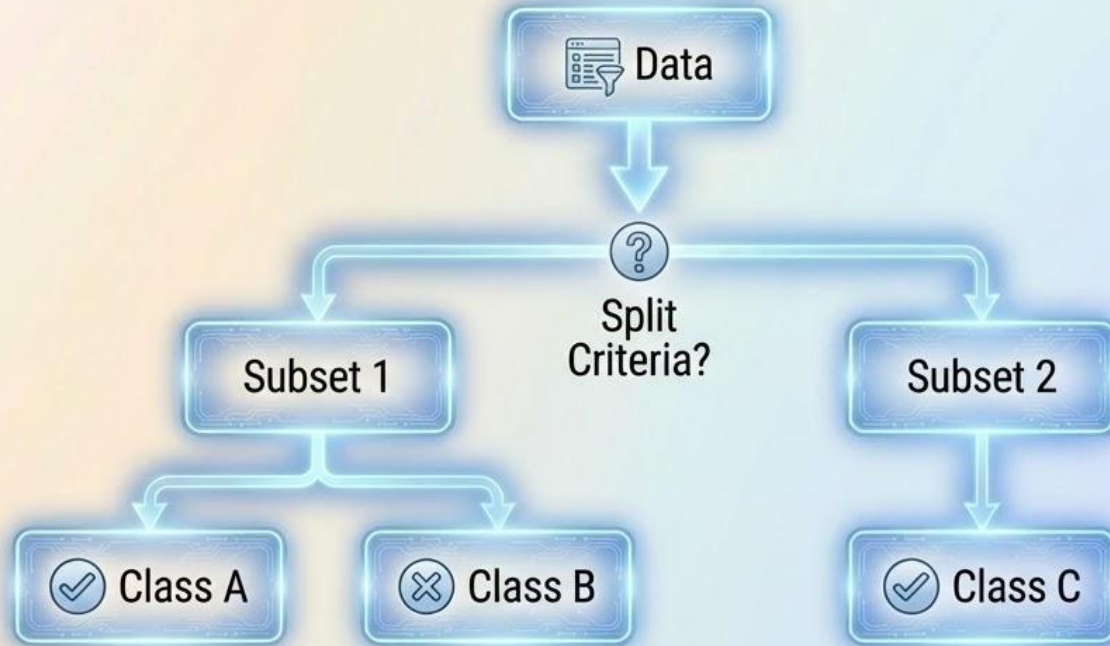 Data
?
Split
Criteria?
Subset 1
Subset 2
Class A
Class B
Class C